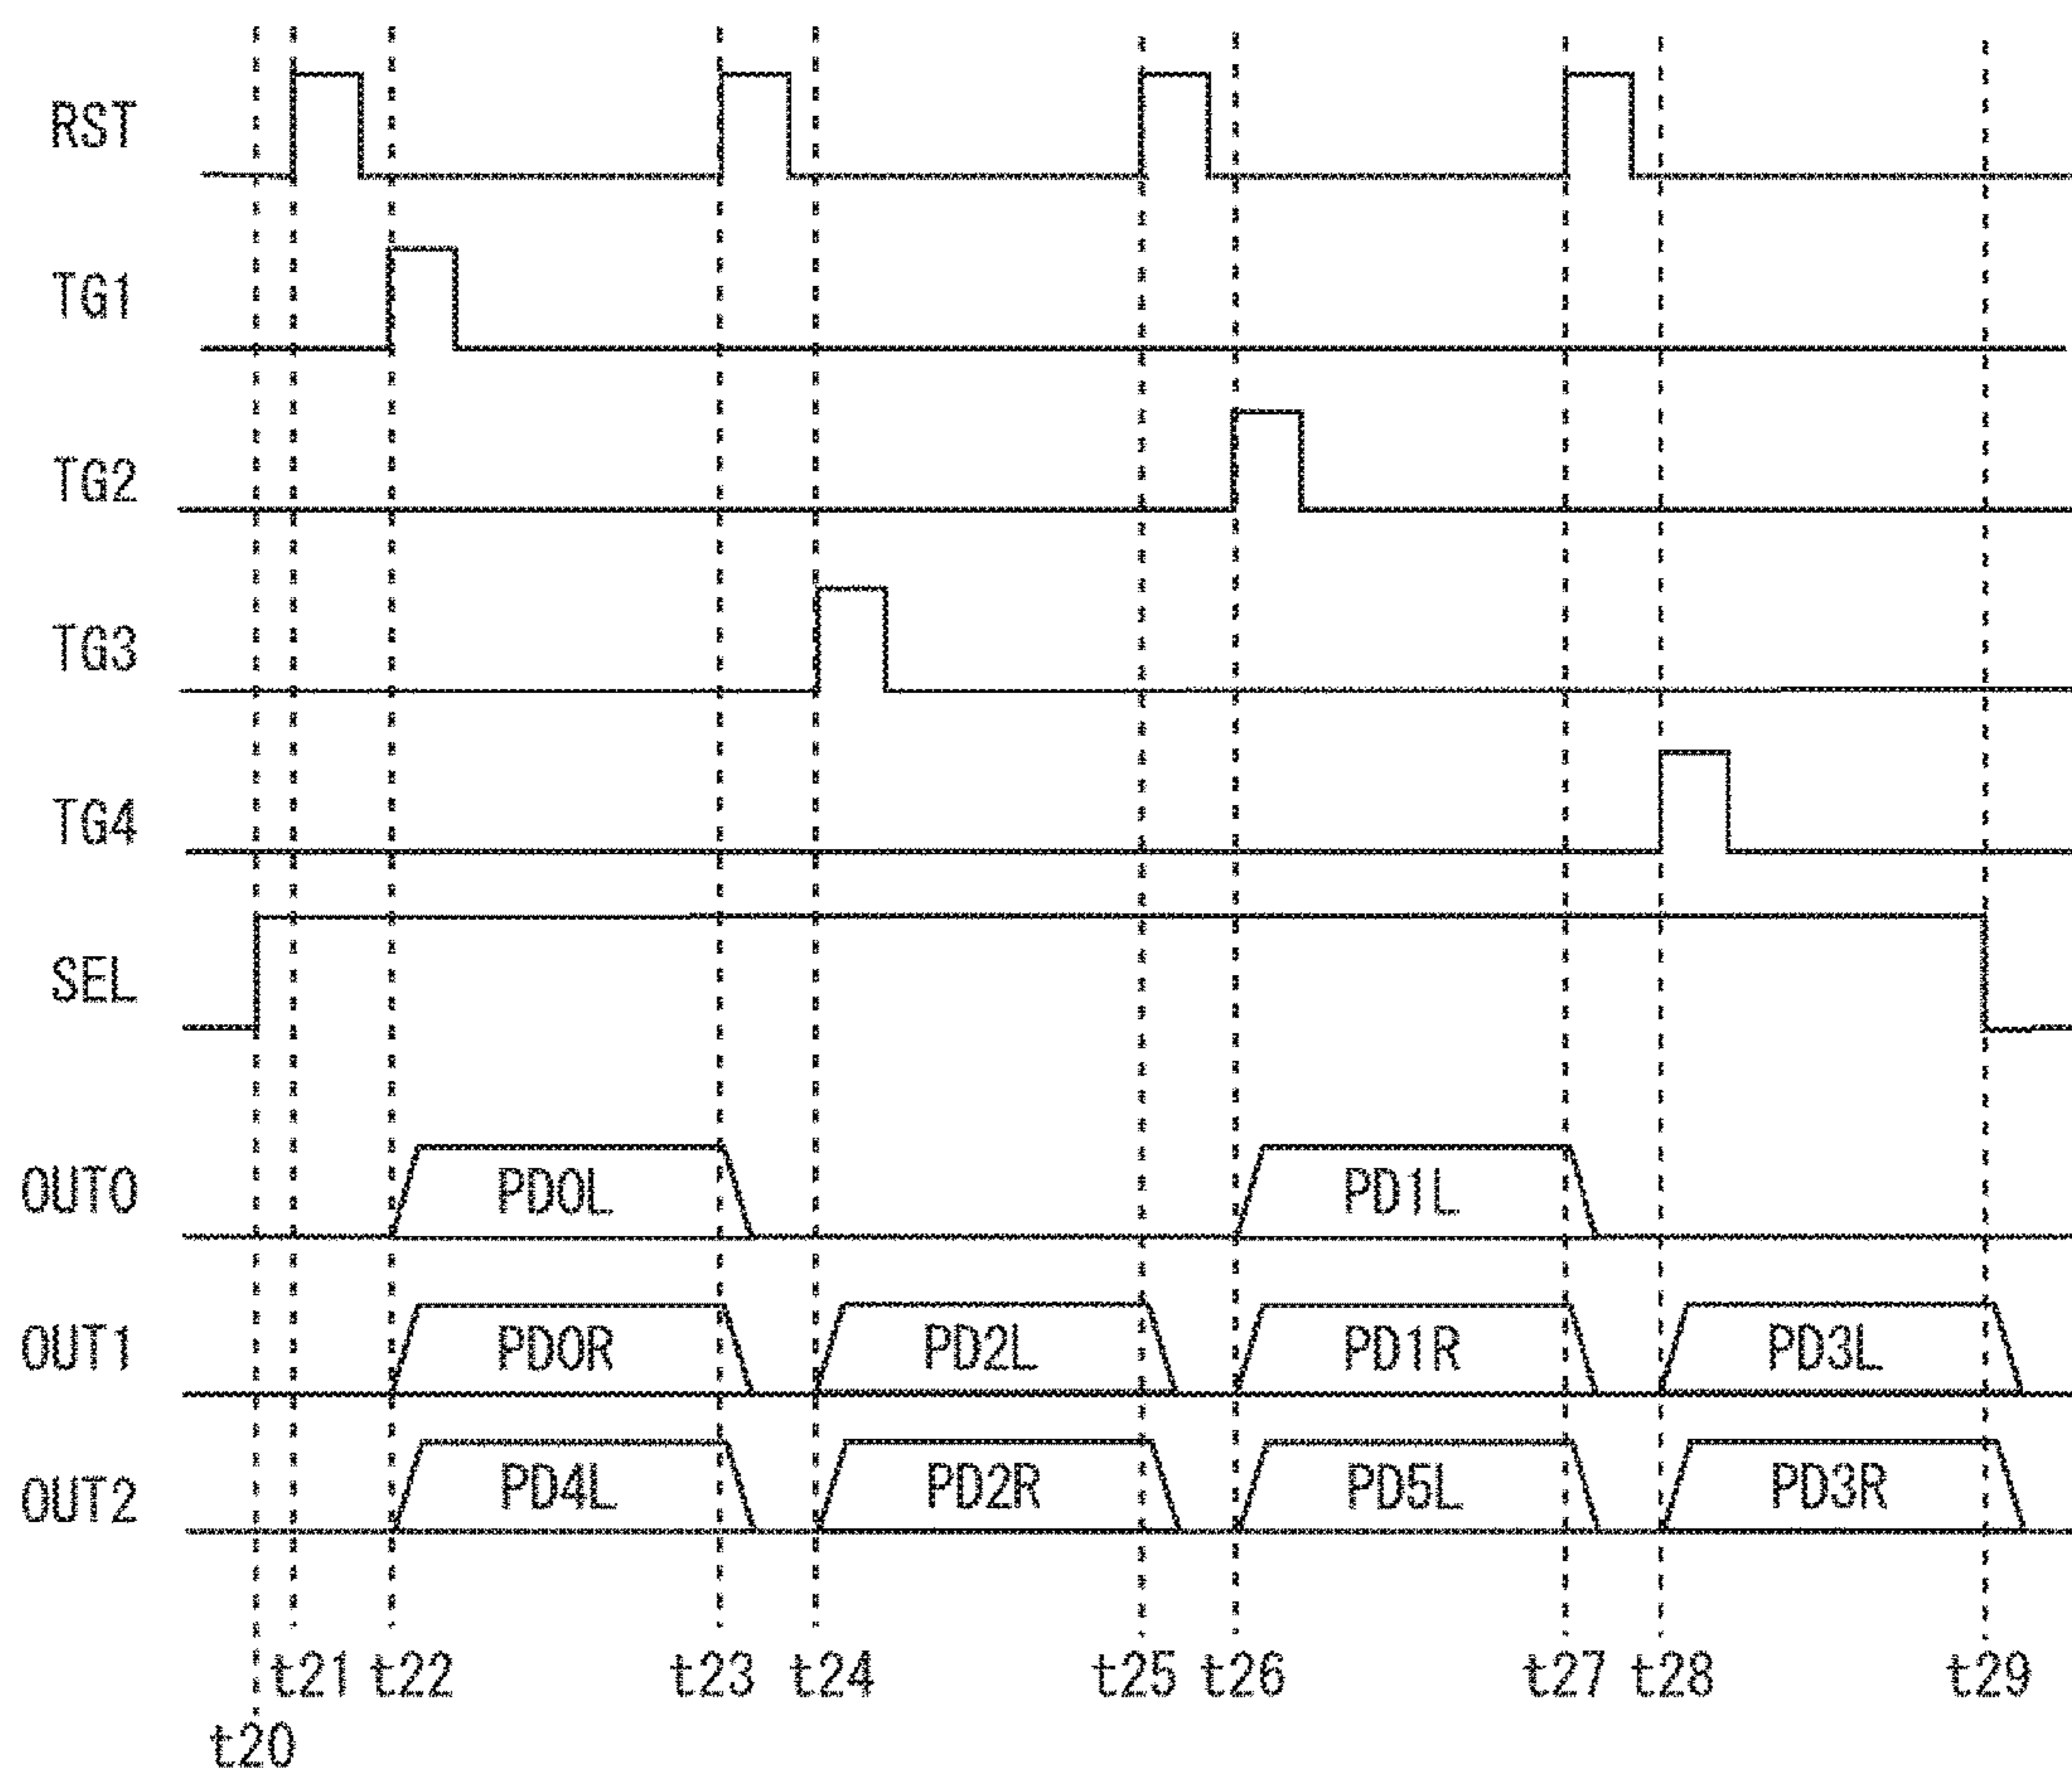 RST
TG1
TG2
TG3
TG4
SEL
OUT0 PD0L PD1L
OUT1 PD0R PD2L PD1R PD3L
OUT2 PD4L PD2R PD5L PD3R
t21 t22 t23 t24 t25 t26 t27 t28 t29
t20